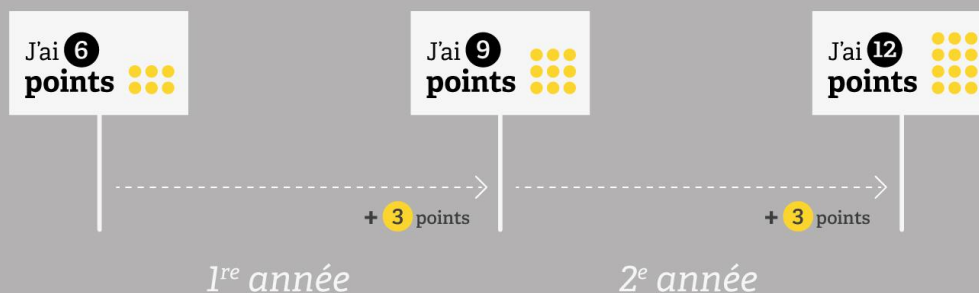 J'ai 6
points
J'ai 9
points
J'ai 12
points
+ 3 points
+ 3 points
1re année
2e année